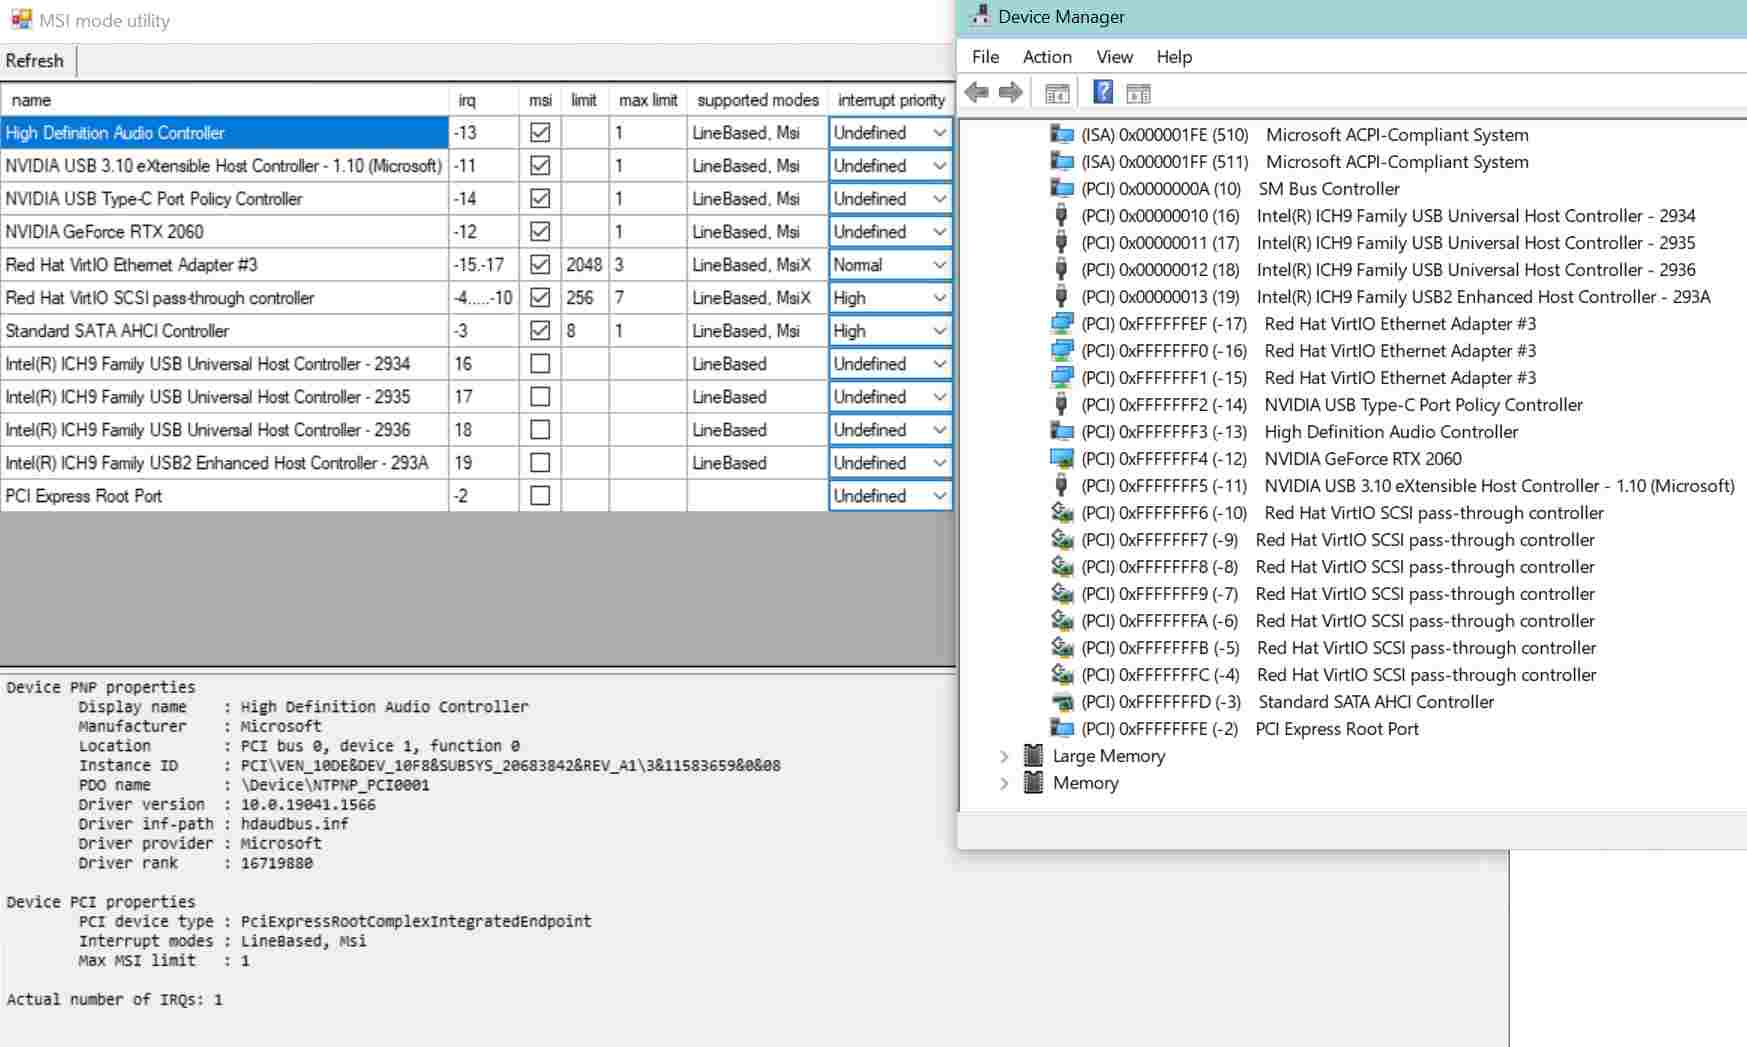 MSI mode utility
Refresh
name irq msi limit max limit supported modes interrupt priority
High Definition Audio Controller -13 1 LineBased, Msi Undefined
NVIDIA USB 3.10 eXtensible Host Controller - 1.10 (Microsoft) -11 1 LineBased, Msi Undefined
NVIDIA USB Type-C Port Policy Controller -14 1 LineBased, Msi Undefined
NVIDIA GeForce RTX 2060 -12 1 LineBased, Msi Undefined
Red Hat VirtIO Ethernet Adapter #3 -15.-17 2048 3 LineBased, MsiX Normal
Red Hat VirtIO SCSI pass-through controller -4.....-10 256 7 LineBased, MsiX High
Standard SATA AHCI Controller -3 8 1 LineBased, Msi High
Intel(R) ICH9 Family USB Universal Host Controller - 2934 16 LineBased Undefined
Intel(R) ICH9 Family USB Universal Host Controller - 2935 17 LineBased Undefined
Intel(R) ICH9 Family USB Universal Host Controller - 2936 18 LineBased Undefined
Intel(R) ICH9 Family USB2 Enhanced Host Controller - 293A 19 LineBased Undefined
PCI Express Root Port -2 Undefined
Device PNP properties
Display name : High Definition Audio Controller
Manufacturer : Microsoft
Location : PCI bus 0, device 1, function 0
Instance ID : PCI\VEN_10DE&DEV_10F8&SUBSYS_20683842&REV_A1\3&11583659&0&08
PDO name : \Device\NTPNP_PCI0001
Driver version : 10.0.19041.1566
Driver inf-path : hdaudbus.inf
Driver provider : Microsoft
Driver rank : 16719880
Device PCI properties
PCI device type : PciExpressRootComplexIntegratedEndpoint
Interrupt modes : LineBased, Msi
Max MSI limit : 1
Actual number of IRQs: 1
Device Manager
File Action View Help
(ISA) 0x000001FE (510) Microsoft ACPI-Compliant System
(ISA) 0x000001FF (511) Microsoft ACPI-Compliant System
(PCI) 0x0000000A (10) SM Bus Controller
(PCI) 0x00000010 (16) Intel(R) ICH9 Family USB Universal Host Controller - 2934
(PCI) 0x00000011 (17) Intel(R) ICH9 Family USB Universal Host Controller - 2935
(PCI) 0x00000012 (18) Intel(R) ICH9 Family USB Universal Host Controller - 2936
(PCI) 0x00000013 (19) Intel(R) ICH9 Family USB2 Enhanced Host Controller - 293A
(PCI) 0xFFFFFFEF (-17) Red Hat VirtIO Ethernet Adapter #3
(PCI) 0xFFFFFFF0 (-16) Red Hat VirtIO Ethernet Adapter #3
(PCI) 0xFFFFFFF1 (-15) Red Hat VirtIO Ethernet Adapter #3
(PCI) 0xFFFFFFF2 (-14) NVIDIA USB Type-C Port Policy Controller
(PCI) 0xFFFFFFF3 (-13) High Definition Audio Controller
(PCI) 0xFFFFFFF4 (-12) NVIDIA GeForce RTX 2060
(PCI) 0xFFFFFFF5 (-11) NVIDIA USB 3.10 eXtensible Host Controller - 1.10 (Microsoft)
(PCI) 0xFFFFFFF6 (-10) Red Hat VirtIO SCSI pass-through controller
(PCI) 0xFFFFFFF7 (-9) Red Hat VirtIO SCSI pass-through controller
(PCI) 0xFFFFFFF8 (-8) Red Hat VirtIO SCSI pass-through controller
(PCI) 0xFFFFFFF9 (-7) Red Hat VirtIO SCSI pass-through controller
(PCI) 0xFFFFFFFA (-6) Red Hat VirtIO SCSI pass-through controller
(PCI) 0xFFFFFFFB (-5) Red Hat VirtIO SCSI pass-through controller
(PCI) 0xFFFFFFFC (-4) Red Hat VirtIO SCSI pass-through controller
(PCI) 0xFFFFFFFD (-3) Standard SATA AHCI Controller
(PCI) 0xFFFFFFFE (-2) PCI Express Root Port
Large Memory
Memory